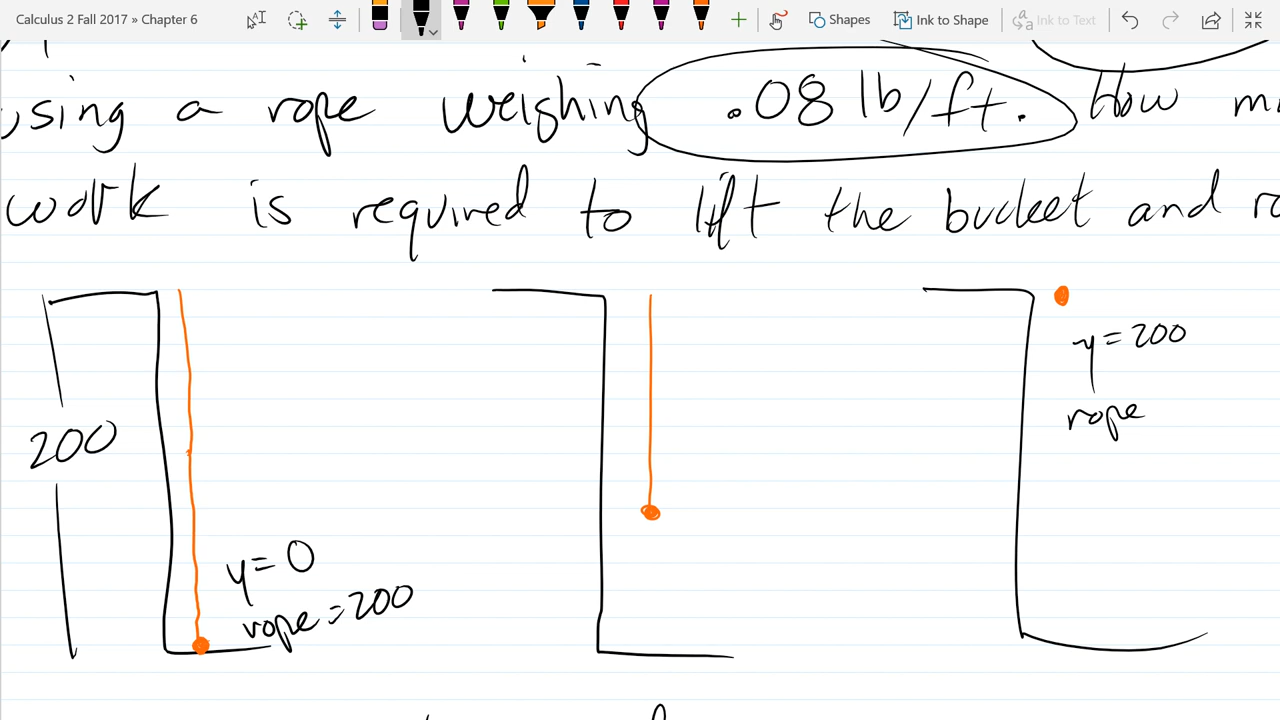 Calculus 2 Fall 2017 » Chapter 6 Shapes Ink to Shape Ink to Text
using a rope weighing .08 lb/ft. How
work is required to lift the bucket and
200
y=0
rope=200
y=200
rope